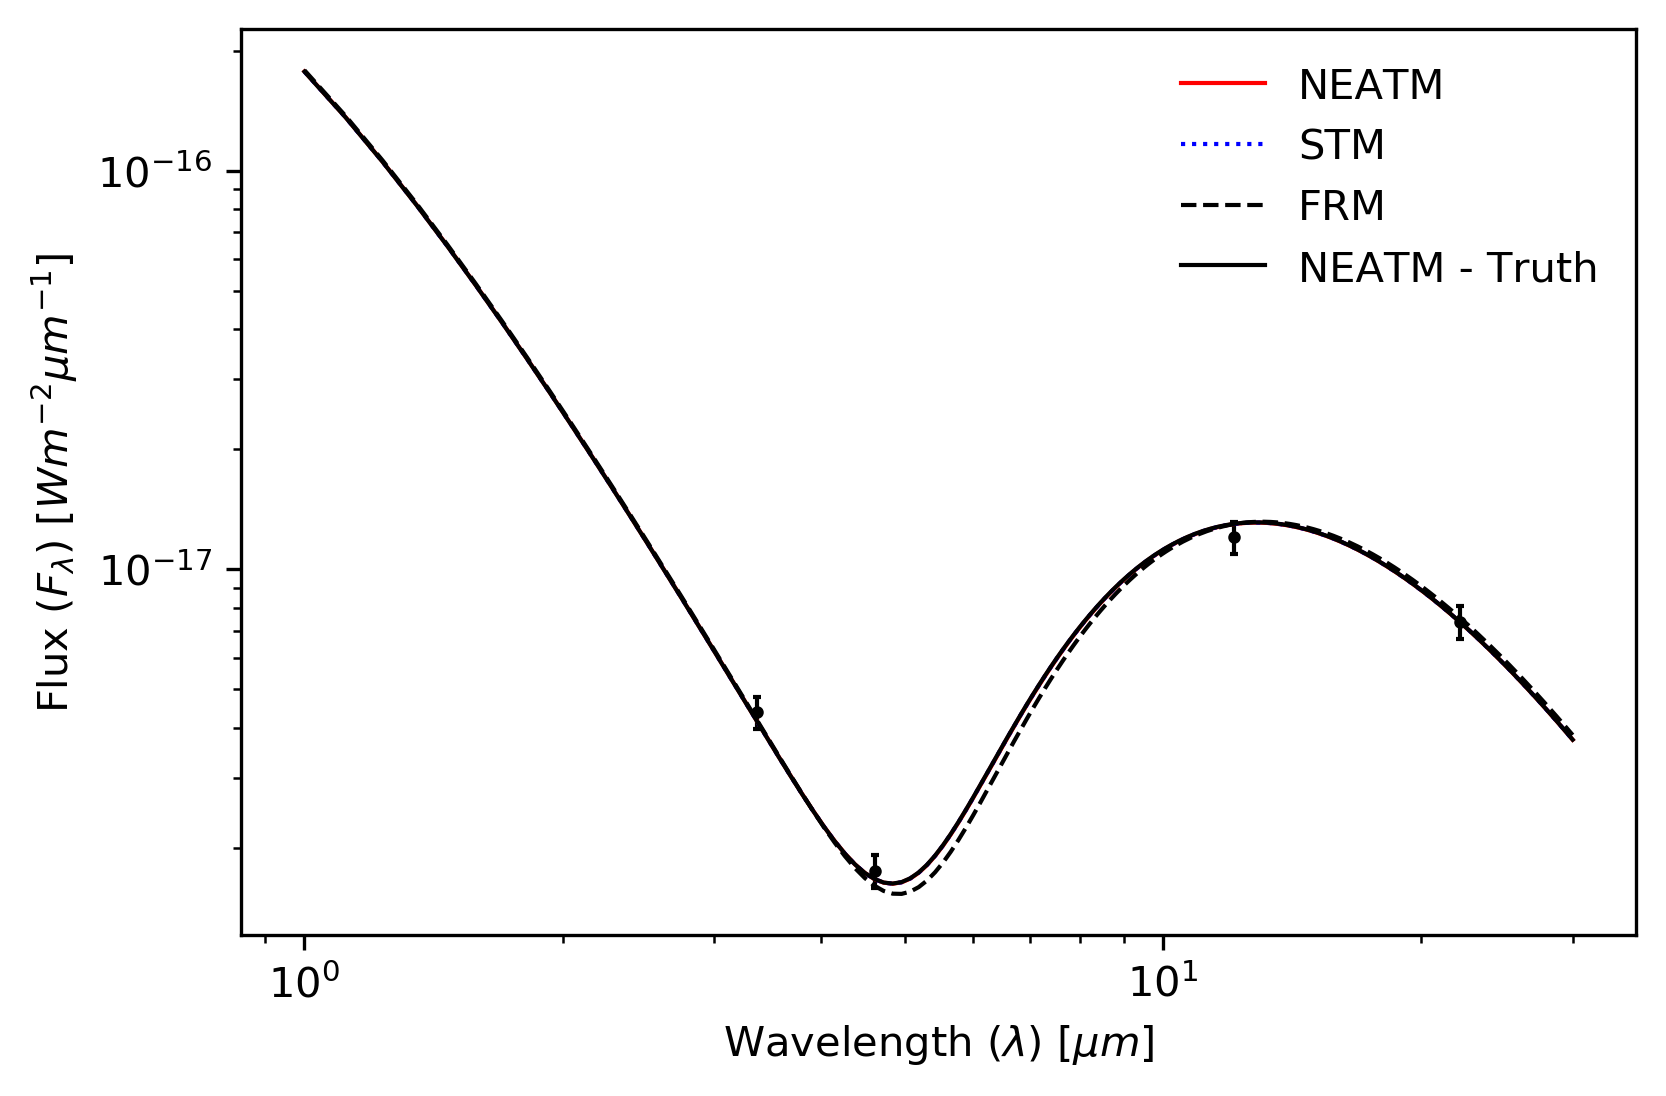 NEATM
STM
FRM
NEATM - Truth
10⁻¹⁶
10⁻¹⁷
Flux (F_λ) [Wm⁻²μm⁻¹]
10⁰
10¹
Wavelength (λ) [μm]